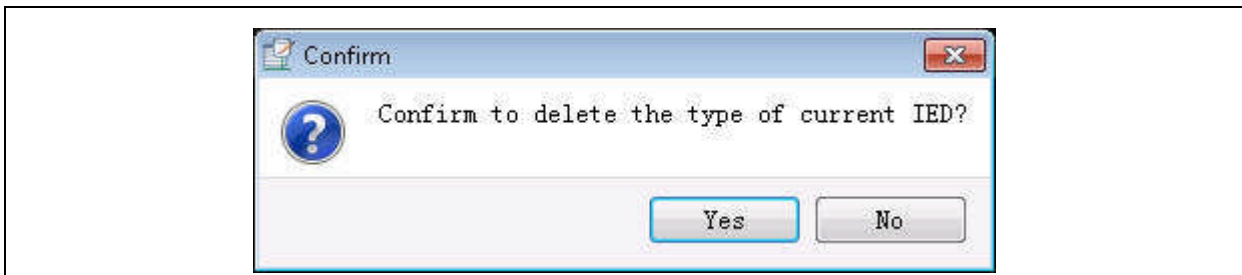 Confirm
Confirm to delete the type of current IED?
Yes No